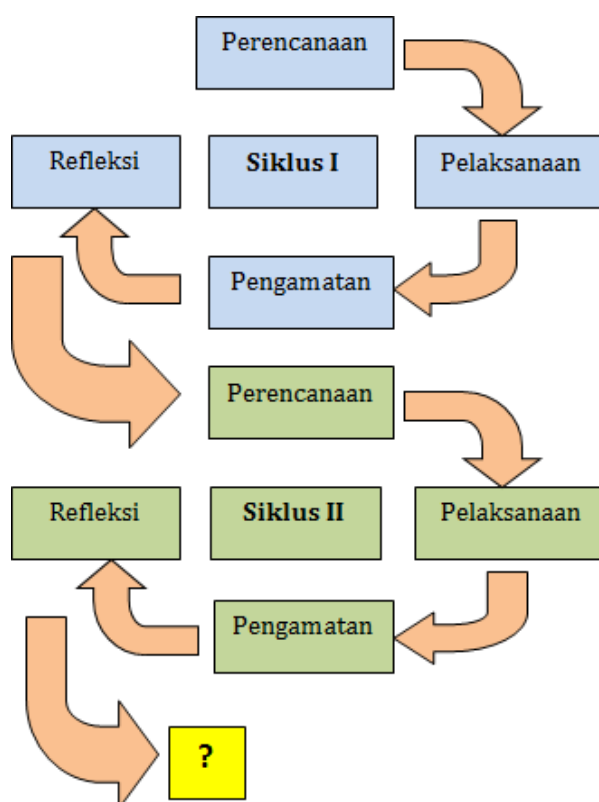 Perencanaan
Refleksi
Siklus I
Pelaksanaan
Pengamatan
Perencanaan
Refleksi
Siklus II
Pelaksanaan
Pengamatan
?